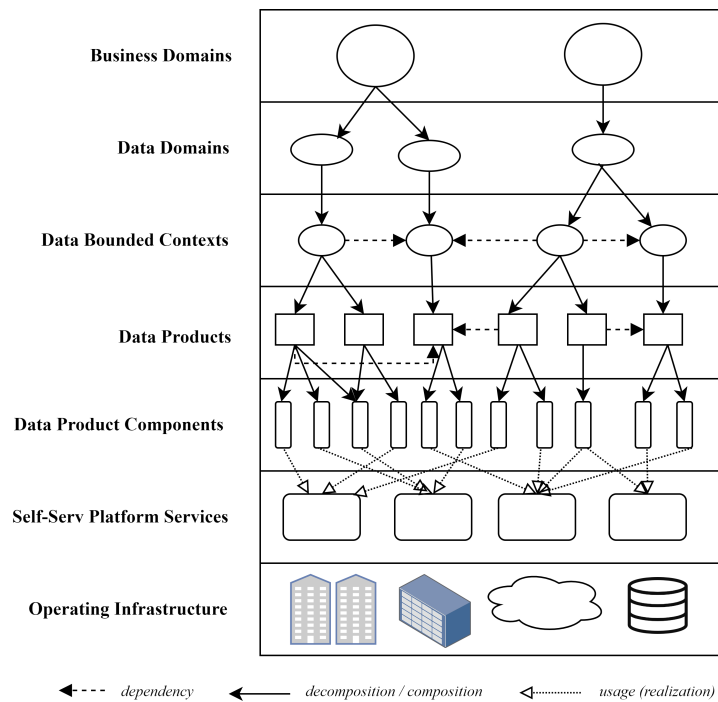 Business Domains
Data Domains
Data Bounded Contexts
Data Products
Data Product Components
Self-Serv Platform Services
Operating Infrastructure
dependency
decomposition / composition
usage (realization)